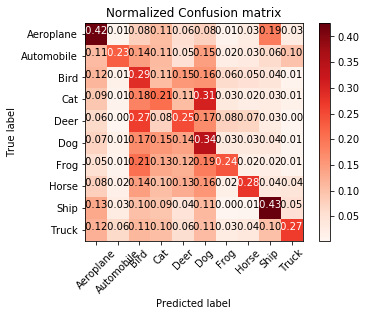 Normalized Confusion matrix
True label
Aeroplane 0.42 0.01 0.08 0.11 0.06 0.08 0.01 0.03 0.19 0.03
Automobile 0.11 0.23 0.14 0.11 0.05 0.15 0.02 0.03 0.06 0.10
Bird 0.12 0.01 0.29 0.11 0.15 0.16 0.06 0.05 0.04 0.01
Cat 0.09 0.01 0.18 0.21 0.11 0.31 0.03 0.02 0.03 0.01
Deer 0.06 0.00 0.27 0.08 0.25 0.17 0.08 0.07 0.03 0.00
Dog 0.07 0.01 0.17 0.15 0.14 0.34 0.03 0.03 0.04 0.01
Frog 0.05 0.01 0.21 0.13 0.12 0.19 0.24 0.02 0.02 0.01
Horse 0.08 0.02 0.14 0.10 0.13 0.16 0.02 0.28 0.04 0.04
Ship 0.13 0.03 0.10 0.09 0.04 0.11 0.00 0.01 0.43 0.05
Truck 0.12 0.06 0.11 0.10 0.06 0.11 0.03 0.04 0.10 0.27
Aeroplane Automobile Bird Cat Deer Dog Frog Horse Ship Truck
Predicted label
0.40
0.35
0.30
0.25
0.20
0.15
0.10
0.05